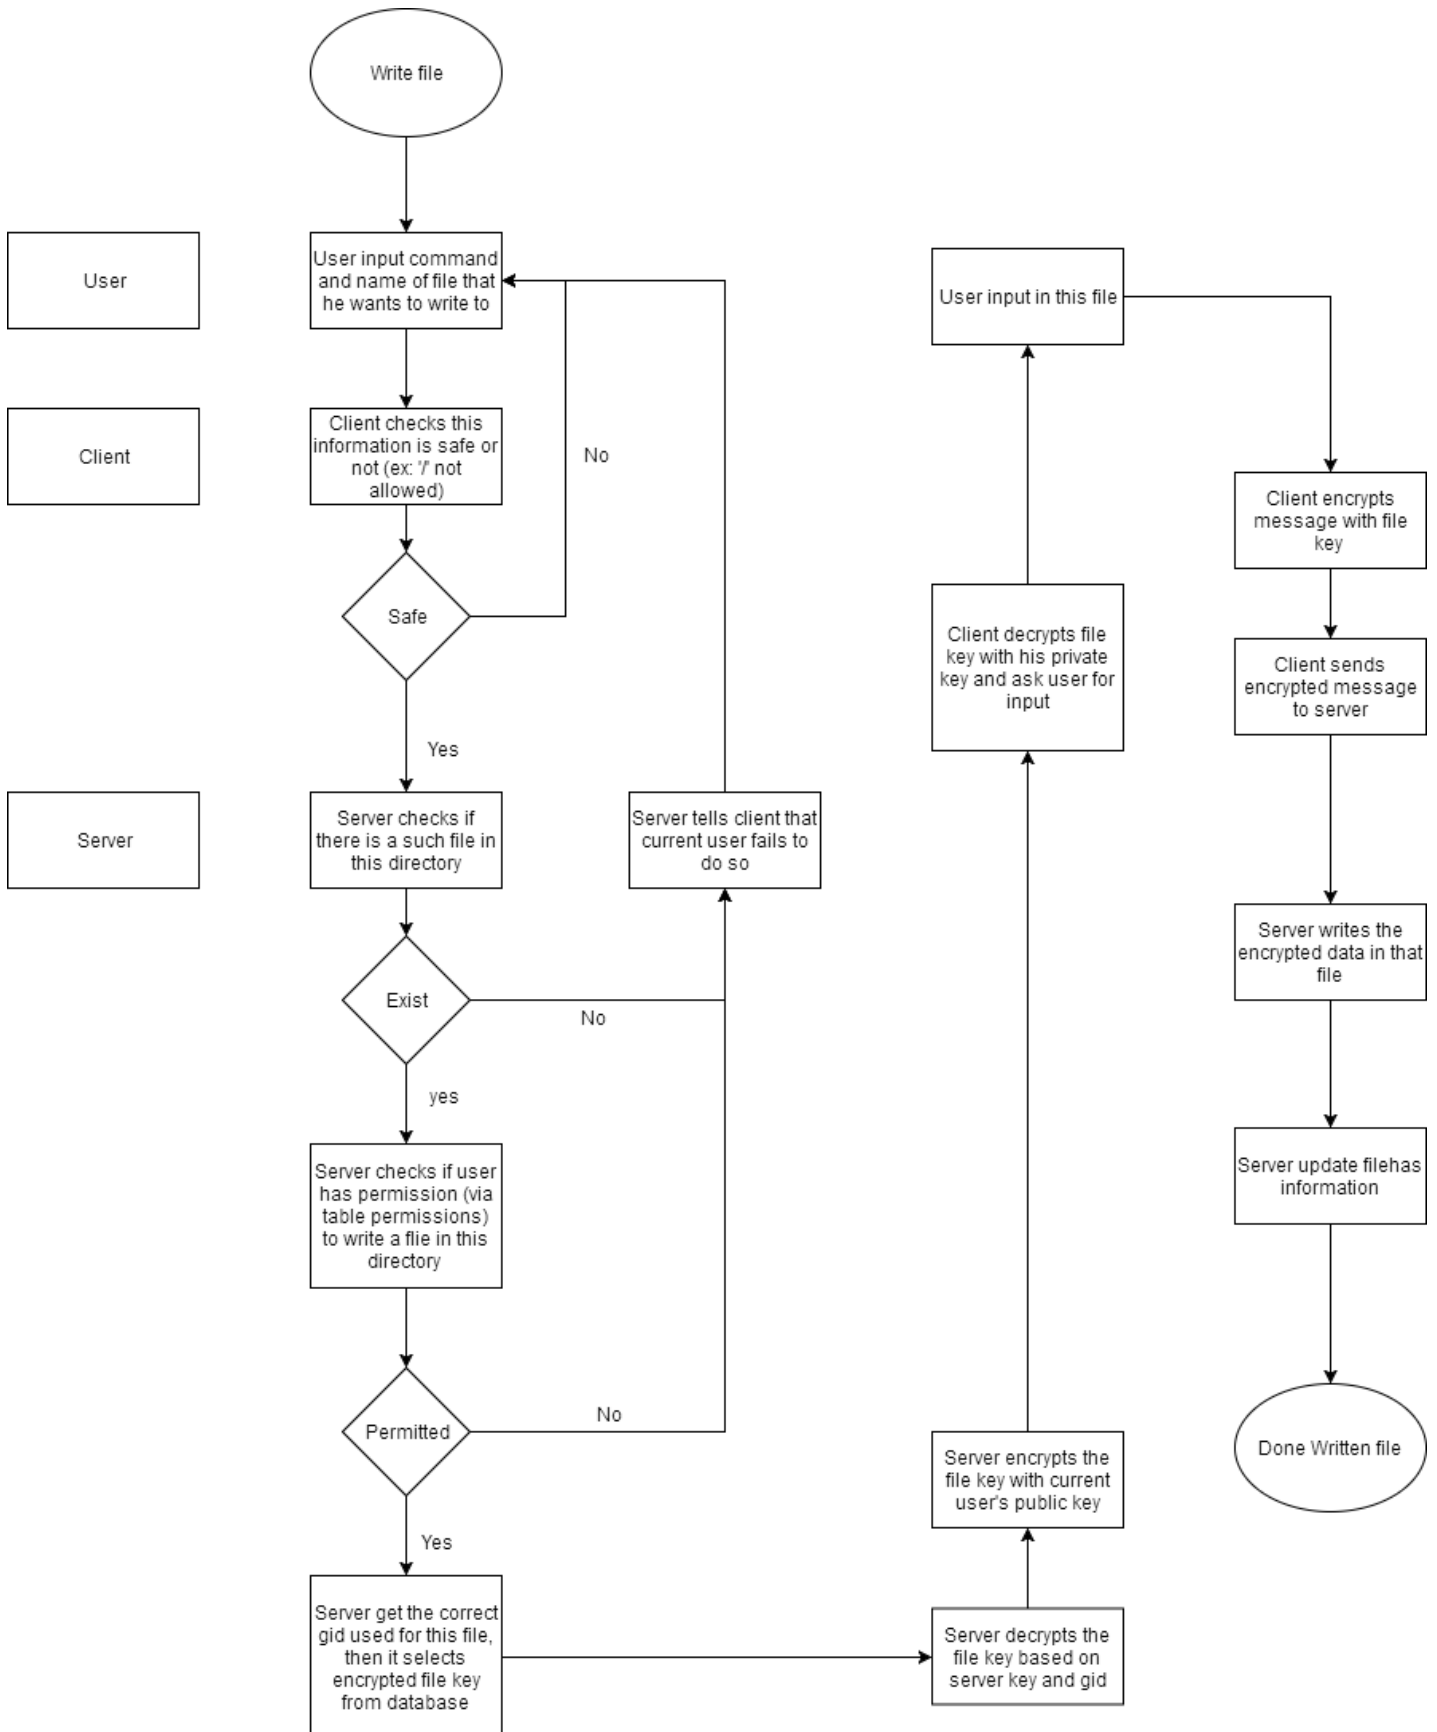 Write file
User
User input command
and name of file that
he wants to write to
User input in this file
Client
Client checks this
information is safe or
not (ex: '/' not
allowed)
No
Client encrypts
message with file
key
Safe
Client decrypts file
key with his private
key and ask user for
input
Client sends
encrypted message
to server
Yes
Server
Server checks if
there is a such file in
this directory
Server tells client that
current user fails to
do so
Server writes the
encrypted data in that
file
Exist
No
yes
Server checks if user
has permission (via
table permissions)
to write a flie in this
directory
Server update filehas
information
Permitted
No
Server encrypts the
file key with current
user's public key
Done Written file
Yes
Server get the correct
gid used for this file,
then it selects
encrypted file key
from database
Server decrypts the
file key based on
server key and gid